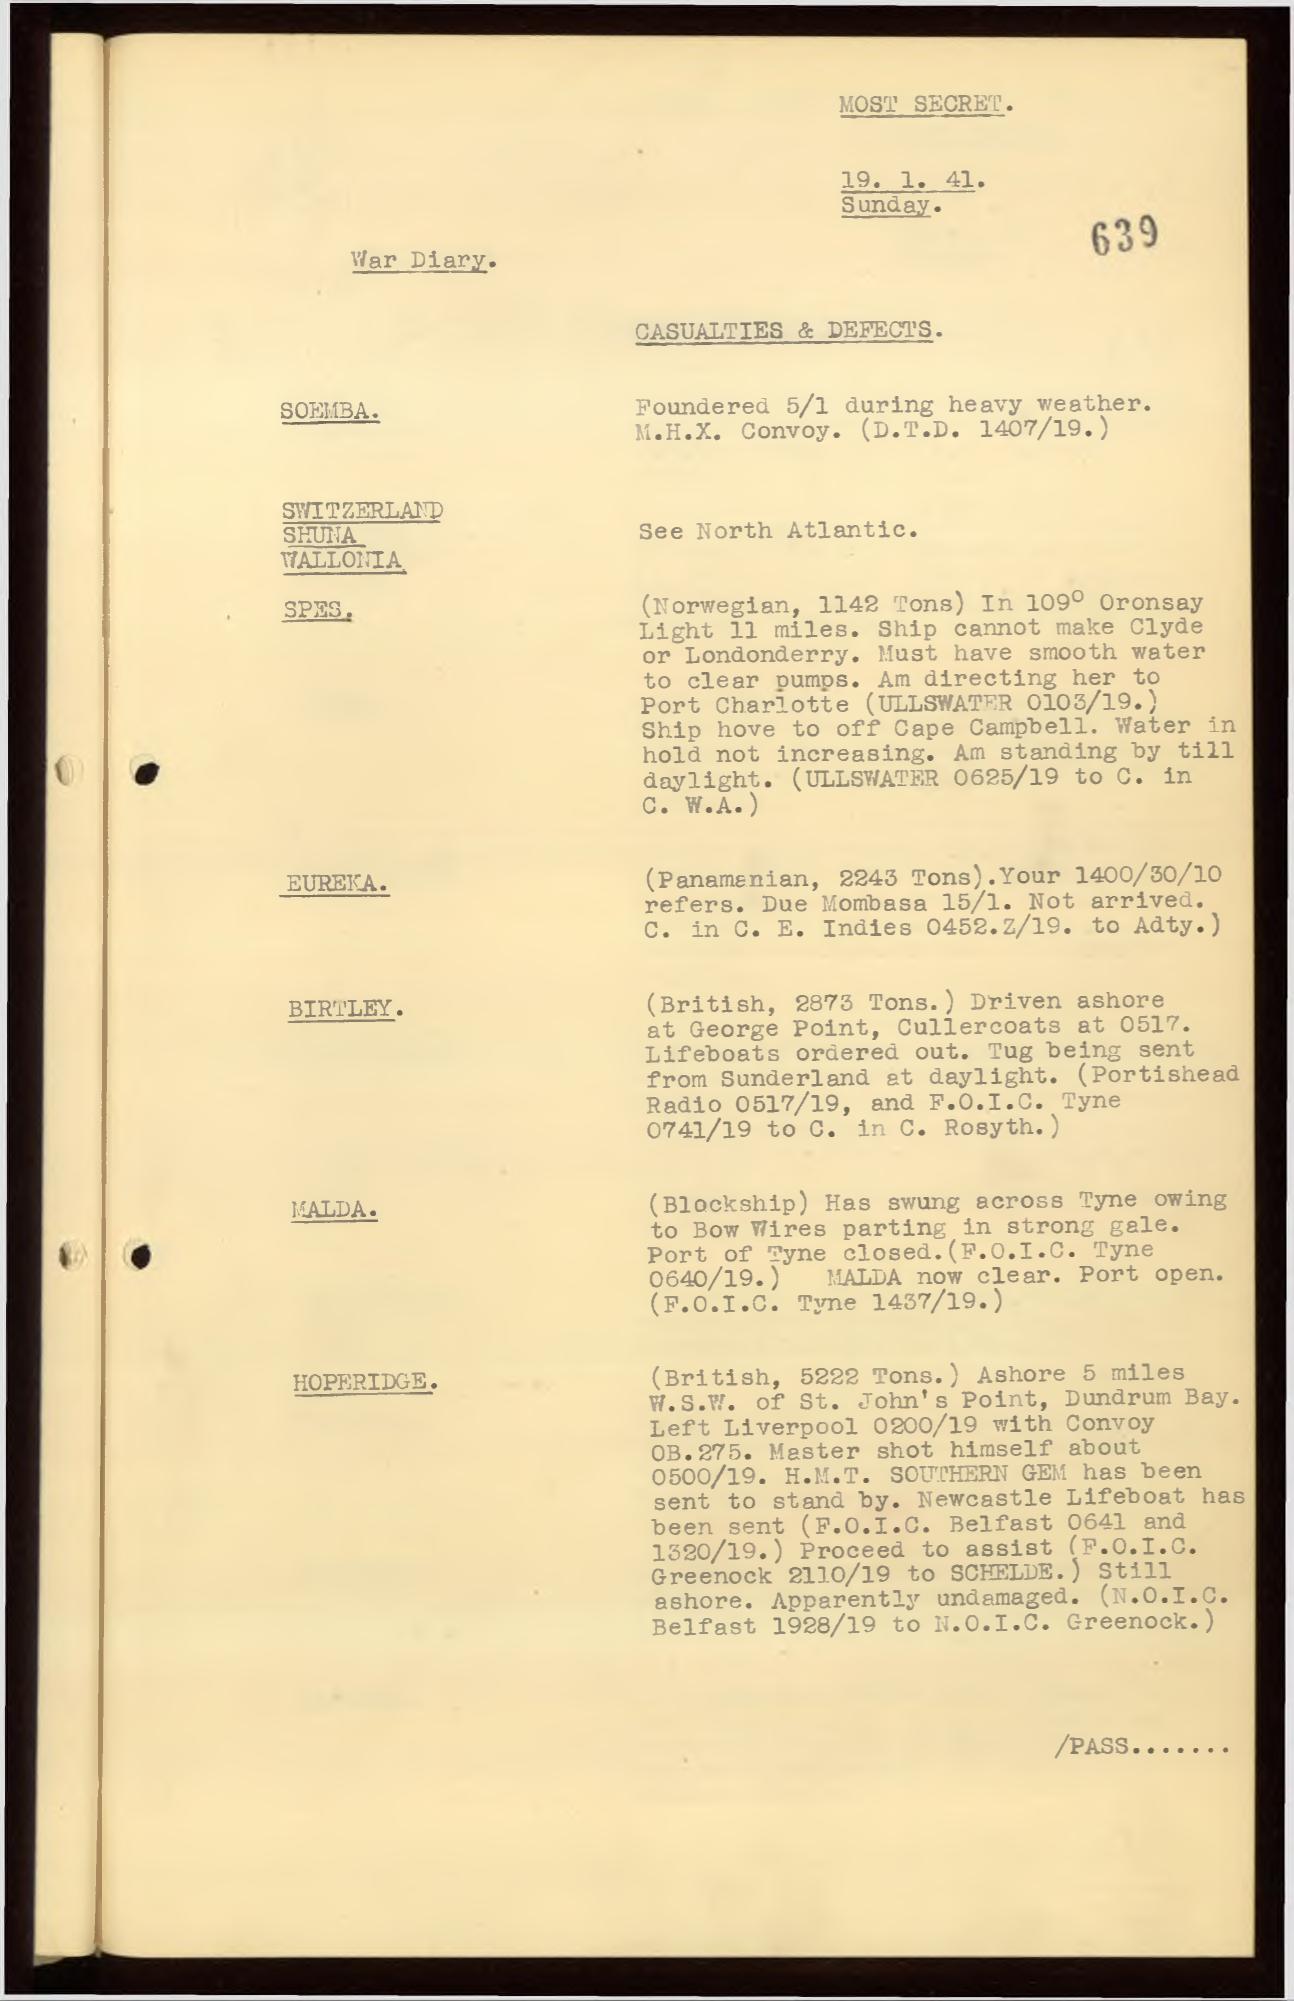 MOST SECRET.
19. 1. 41.
Sunday.
639
War Diary.
CASUALTIES & DEFECTS.
SOEMBA.
Foundered 5/1 during heavy weather.
M.H.X. Convoy. (D.T.D. 1407/19.)
SWITZERLAND
SHUNA
WALLONIA
See North Atlantic.
SPES.
(Norwegian, 1142 Tons) In 109° Oronsay
Light 11 miles. Ship cannot make Clyde
or Londonderry. Must have smooth water
to clear pumps. Am directing her to
Port Charlotte (ULLSWATER 0103/19.)
Ship hove to off Cape Campbell. Water in
hold not increasing. Am standing by till
daylight. (ULLSWATER 0625/19 to C. in
C. W.A.)
EUREKA.
(Panamanian, 2243 Tons).Your 1400/30/10
refers. Due Mombasa 15/1. Not arrived.
C. in C. E. Indies 0452.Z/19. to Adty.)
BIRTLEY.
(British, 2873 Tons.) Driven ashore
at George Point, Cullercoats at 0517.
Lifeboats ordered out. Tug being sent
from Sunderland at daylight. (Portishead
Radio 0517/19, and F.O.I.C. Tyne
0741/19 to C. in C. Rosyth.)
MALDA.
(Blockship) Has swung across Tyne owing
to Bow Wires parting in strong gale.
Port of Tyne closed.(F.O.I.C. Tyne
0640/19.) MALDA now clear. Port open.
(F.O.I.C. Tyne 1437/19.)
HOPERIDGE.
(British, 5222 Tons.) Ashore 5 miles
W.S.W. of St. John's Point, Dundrum Bay.
Left Liverpool 0200/19 with Convoy
OB.275. Master shot himself about
0500/19. H.M.T. SOUTHERN GEM has been
sent to stand by. Newcastle Lifeboat has
been sent (F.O.I.C. Belfast 0641 and
1320/19.) Proceed to assist (F.O.I.C.
Greenock 2110/19 to SCHELDE.) Still
ashore. Apparently undamaged. (N.O.I.C.
Belfast 1928/19 to N.O.I.C. Greenock.)
/PASS.......